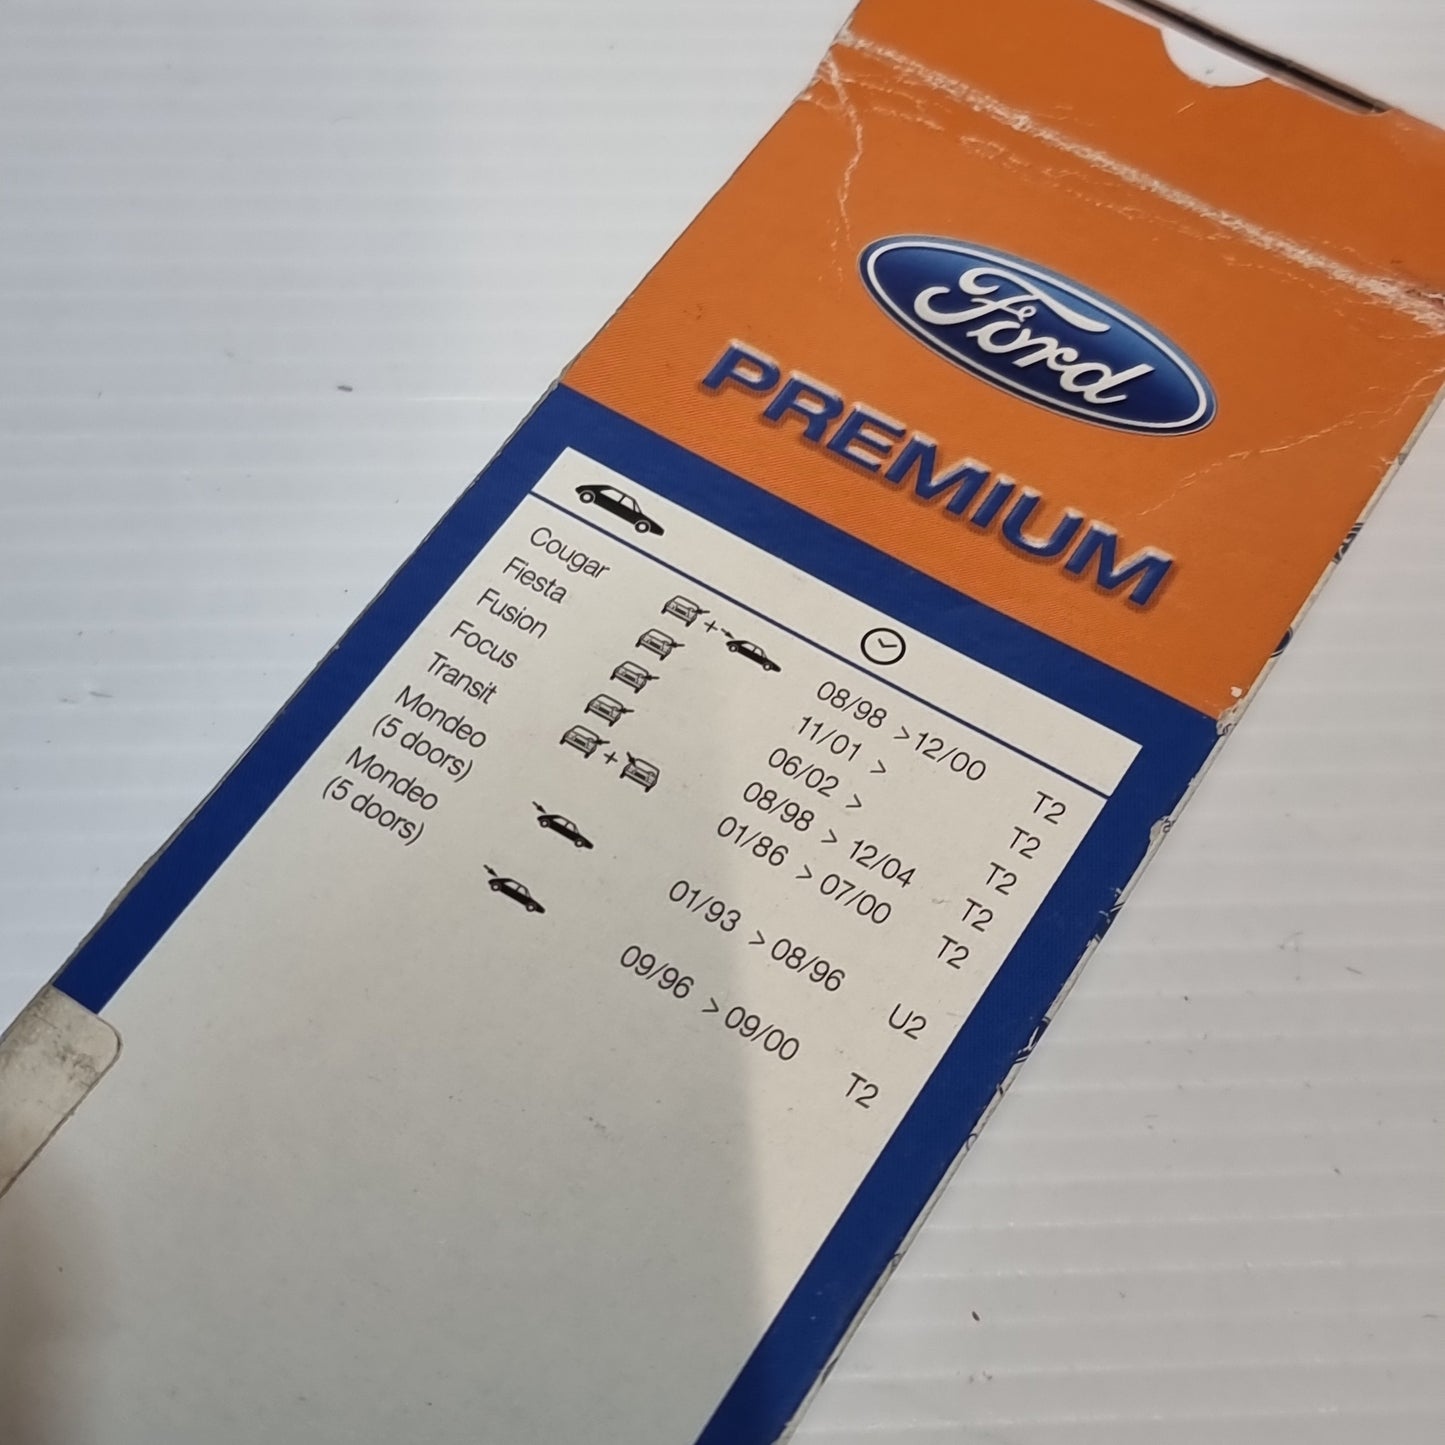 Ford
PREMIUM
Cougar 08/98 > 12/00 T2
Fiesta 11/01 > T2
Fusion 06/02 > T2
Focus 08/98 > 12/04 T2
Transit + 01/86 > 07/00 T2
Mondeo
(5 doors) 01/93 > 08/96 U2
Mondeo
(5 doors) 09/96 > 09/00 T2